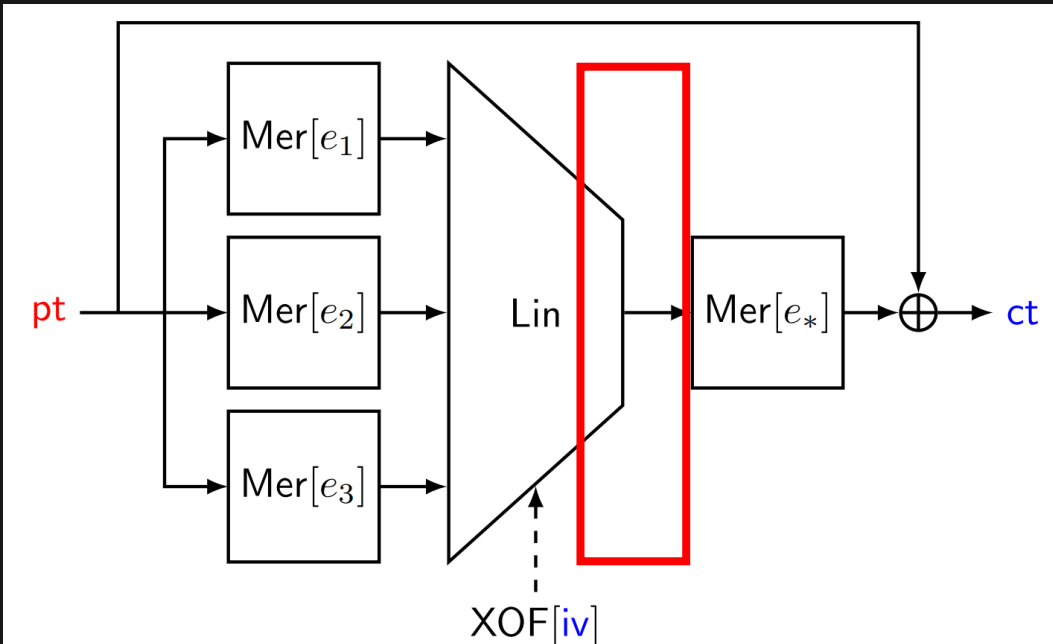 Mer[e₁]
pt
Mer[e₂]
Lin
Mer[e∗]
ct
Mer[e₃]
XOF[iv]